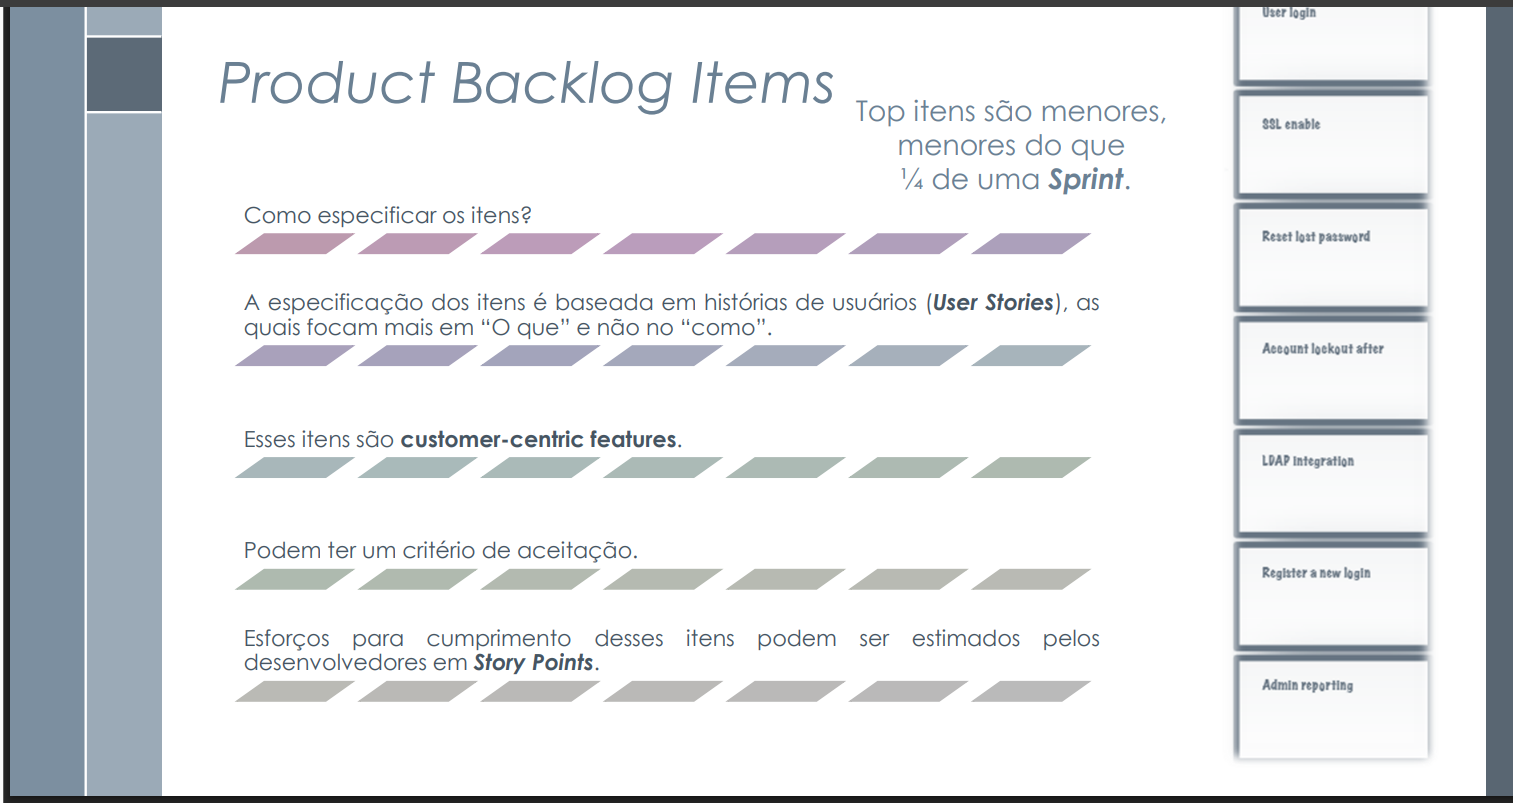 Product Backlog Items
Top itens são menores,
menores do que
¼ de uma Sprint.
Como especificar os itens?
A especificação dos itens é baseada em histórias de usuários (User Stories), as
quais focam mais em “O que” e não no “como”.
Esses itens são customer-centric features.
Podem ter um critério de aceitação.
Esforços para cumprimento desses itens podem ser estimados pelos
desenvolvedores em Story Points.
User login
SSL enable
Reset lost password
Account lockout after
LDAP integration
Register a new login
Admin reporting